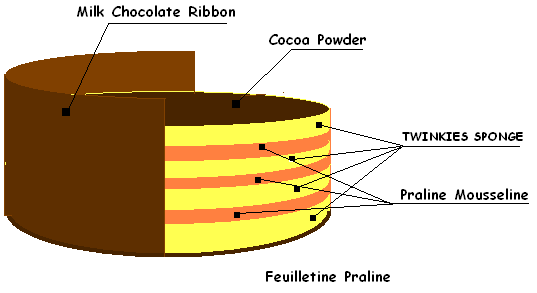 Milk Chocolate Ribbon
Cocoa Powder
TWINKIES SPONGE
Praline Mousseline
Feuilletine Praline